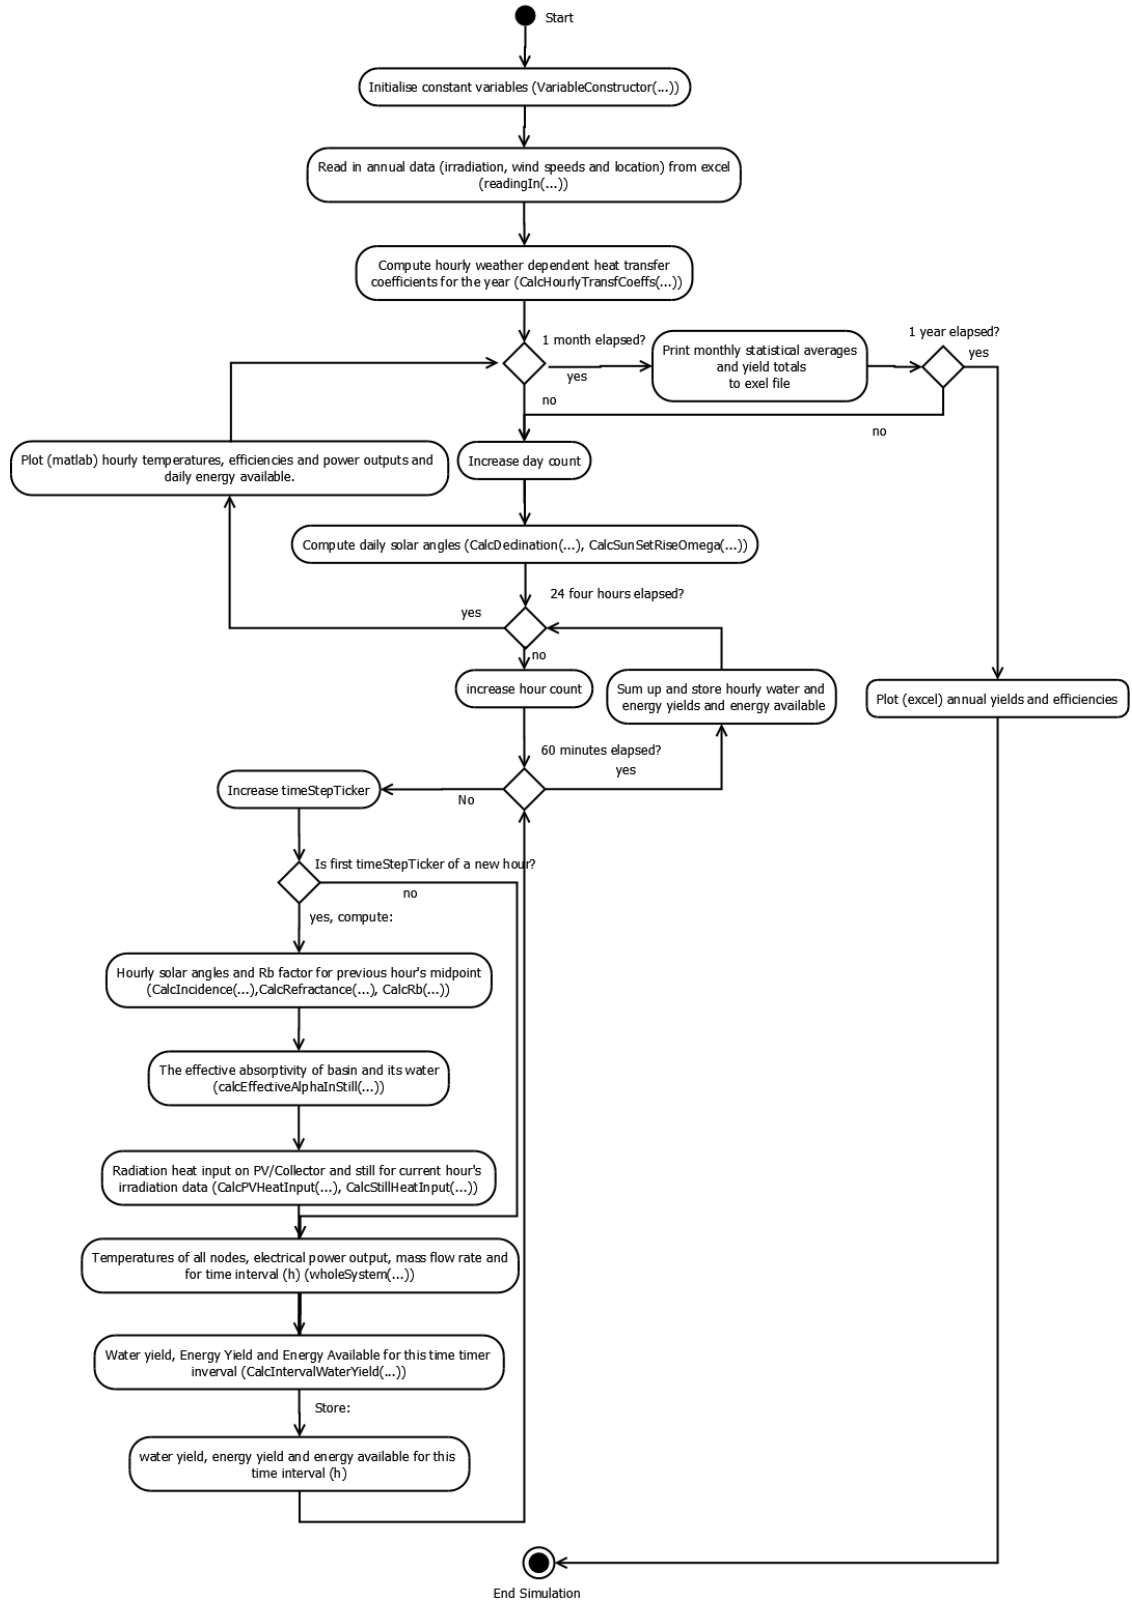 Start
Initialise constant variables (VariableConstructor(...))
Read in annual data (irradiation, wind speeds and location) from excel
(readingIn(...))
Compute hourly weather dependent heat transfer
coefficients for the year (CalcHourlyTransfCoeffs(...))
1 month elapsed?
yes
no
Print monthly statistical averages
and yield totals
to exel file
1 year elapsed?
yes
no
Plot (matlab) hourly temperatures, efficiencies and power outputs and
daily energy available.
Increase day count
Compute daily solar angles (CalcDeclination(...), CalcSunSetRiseOmega(...))
24 four hours elapsed?
yes
no
increase hour count
Sum up and store hourly water and
energy yields and energy available
Plot (excel) annual yields and efficiencies
60 minutes elapsed?
yes
No
Increase timeStepTicker
Is first timeStepTicker of a new hour?
no
yes, compute:
Hourly solar angles and Rb factor for previous hour's midpoint
(CalcIncidence(...),CalcRefractance(...), CalcRb(...))
The effective absorptivity of basin and its water
(calcEffectiveAlphaInStill(...))
Radiation heat input on PV/Collector and still for current hour's
irradiation data (CalcPVHeatInput(...), CalcStillHeatInput(...))
Temperatures of all nodes, electrical power output, mass flow rate and
for time interval (h) (wholeSystem(...))
Water yield, Energy Yield and Energy Available for this time timer
inverval (CalcIntervalWaterYield(...))
Store:
water yield, energy yield and energy available for this
time interval (h)
End Simulation